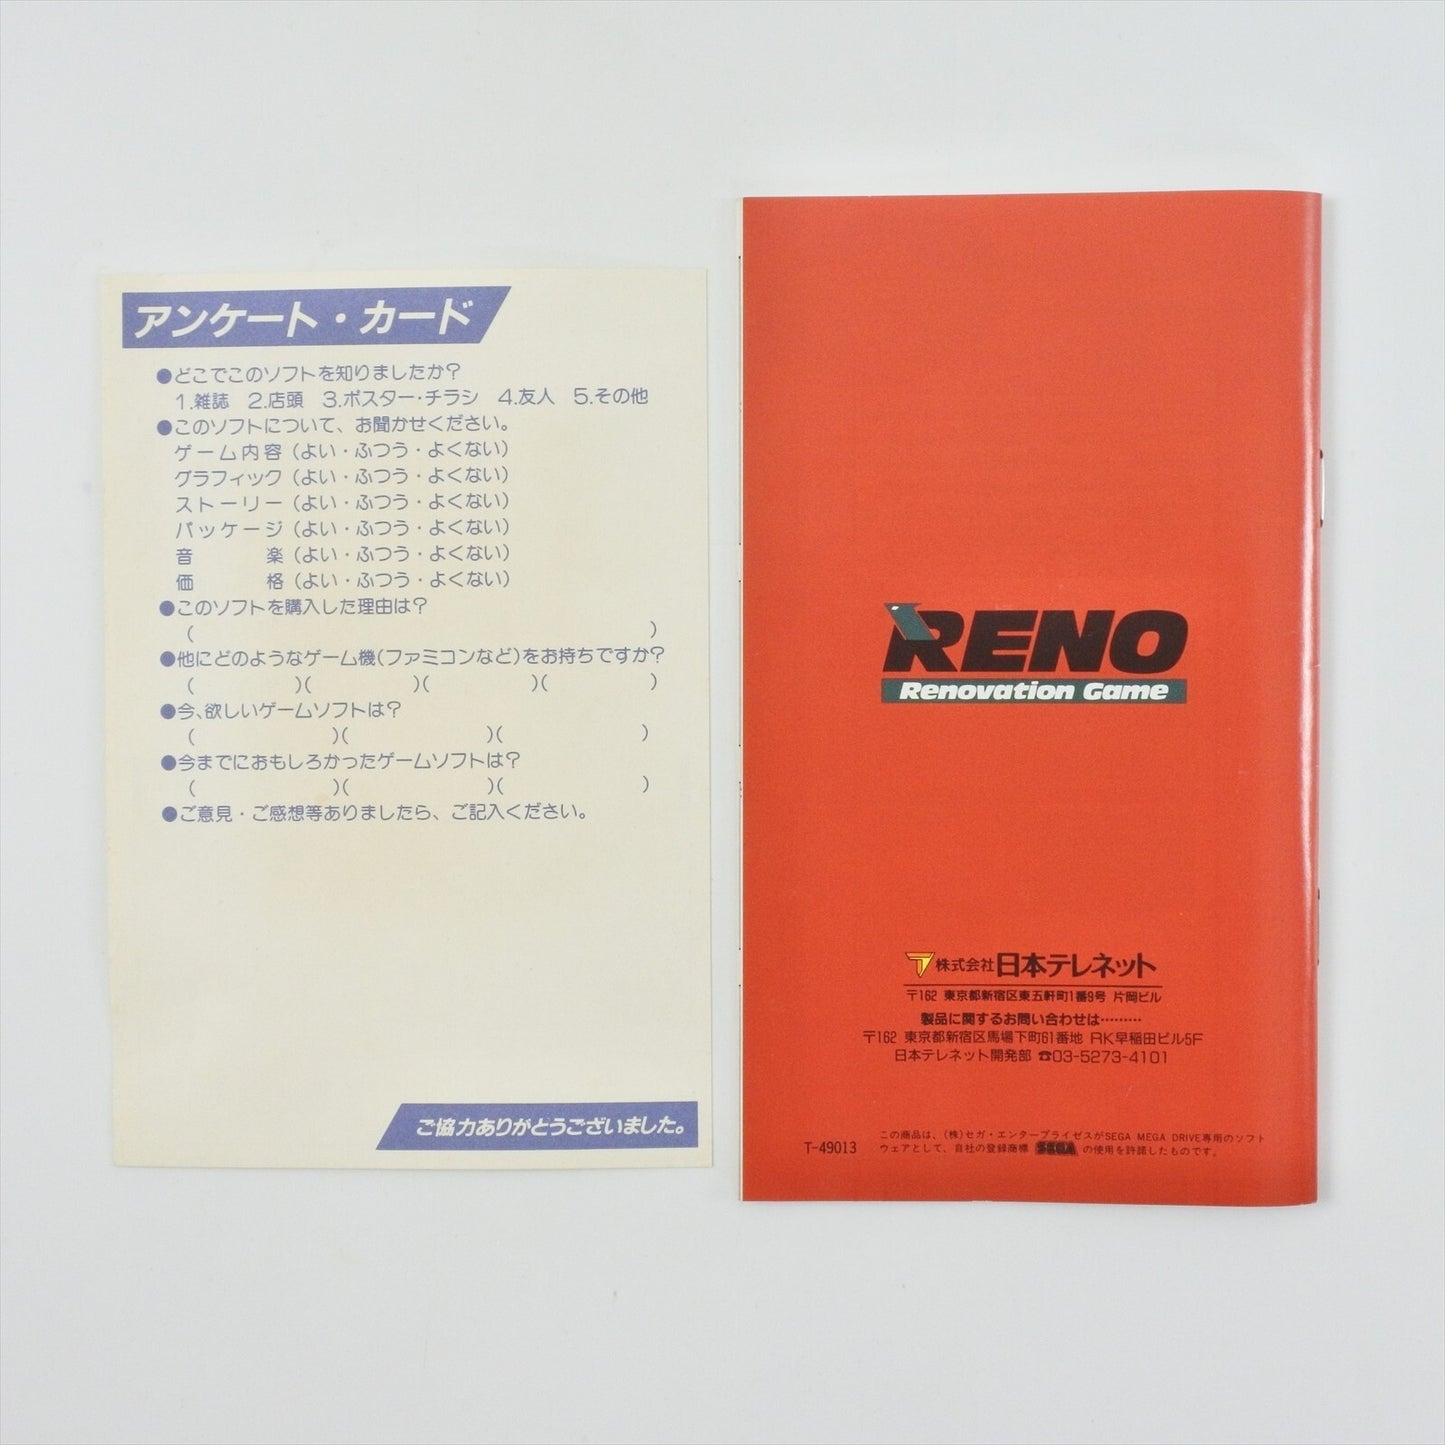 アンケート・カード
●どこでこのソフトを知りましたか?
1.雑誌 2.店頭 3.ポスター・チラシ 4.友人 5.その他
●このソフトについて、お聞かせください。
ゲーム内容(よい・ふつう・よくない)
グラフィック(よい・ふつう・よくない)
ストーリー(よい・ふつう・よくない)
パッケージ(よい・ふつう・よくない)
音 楽(よい・ふつう・よくない)
価 格(よい・ふつう・よくない)
●このソフトを購入した理由は?
( )
●他にどのようなゲーム機(ファミコンなど)をお持ちですか?
( )( )( )( )
●今、欲しいゲームソフトは?
( )( )( )
●今までにおもしろかったゲームソフトは?
( )( )( )
●ご意見・ご感想等ありましたら、ご記入ください。
ご協力ありがとうございました。
RENO
Renovation Game
株式会社日本テレネット
〒162 東京都新宿区東五軒町1番9号 片岡ビル
製品に関するお問い合わせは………
〒162 東京都新宿区馬場下町61番地 RK早稲田ビル5F
日本テレネット開発部 ☎03-5273-4101
T-49013
この商品は、(株)セガ・エンタープライゼスがSEGA MEGA DRIVE専用のソフト
ウェアとして、自社の登録商標 SEGA の使用を許諾したものです。